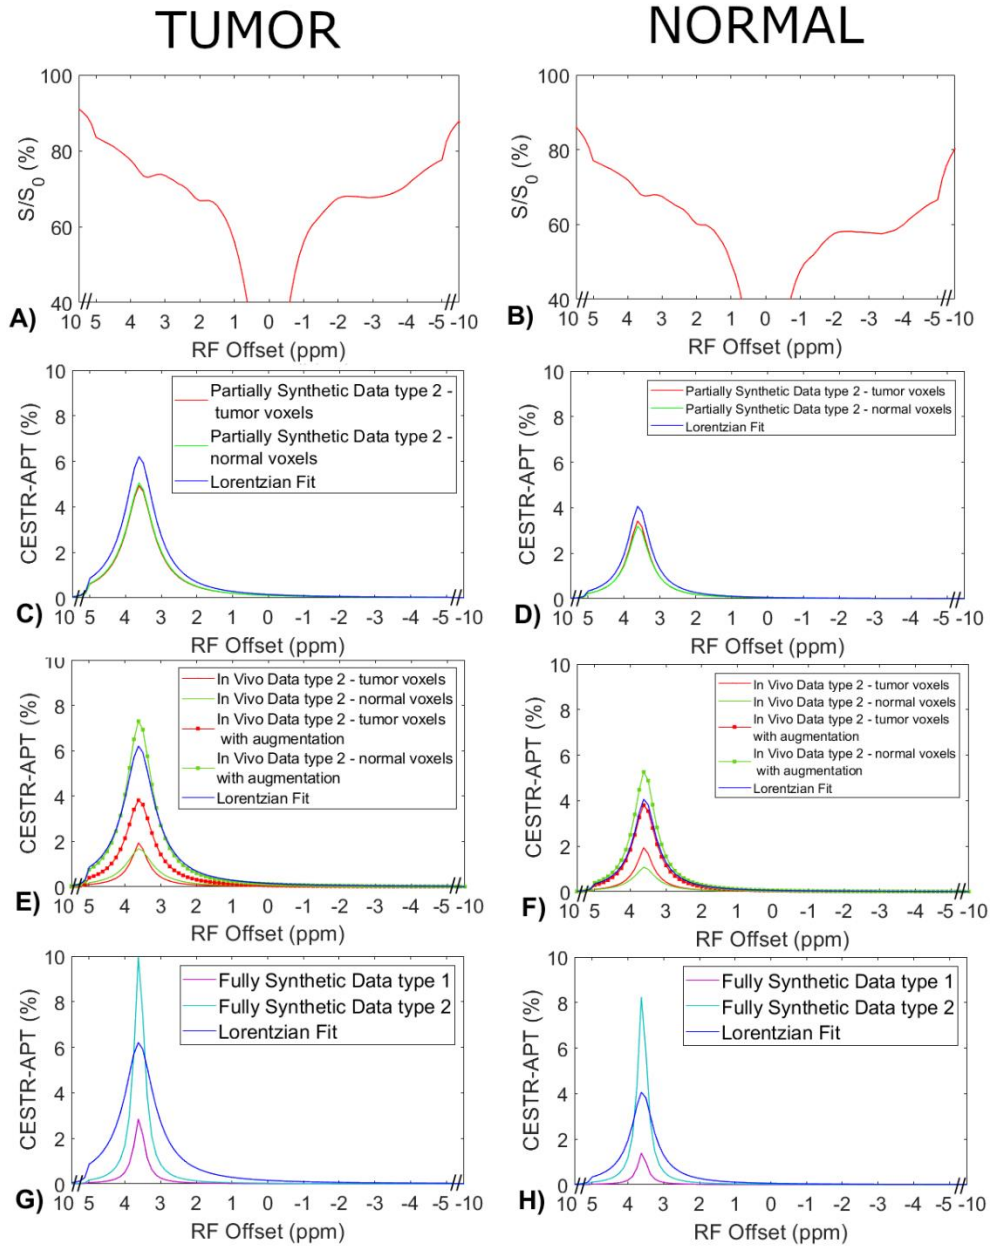 TUMOR
NORMAL
100
80
60
40
S/S0 (%)
10 5 4 3 2 1 0 -1 -2 -3 -4 -5 -10
RF Offset (ppm)
A)
100
80
60
40
S/S0 (%)
10 5 4 3 2 1 0 -1 -2 -3 -4 -5 -10
RF Offset (ppm)
B)
10
8
6
4
2
0
CESTR-APT (%)
Partially Synthetic Data type 2 -
tumor voxels
Partially Synthetic Data type 2 -
normal voxels
Lorentzian Fit
10 5 4 3 2 1 0 -1 -2 -3 -4 -5 -10
RF Offset (ppm)
C)
10
8
6
4
2
0
CESTR-APT (%)
Partially Synthetic Data type 2 - tumor voxels
Partially Synthetic Data type 2 - normal voxels
Lorentzian Fit
10 5 4 3 2 1 0 -1 -2 -3 -4 -5 -10
RF Offset (ppm)
D)
10
8
6
4
2
0
CESTR-APT (%)
In Vivo Data type 2 - tumor voxels
In Vivo Data type 2 - normal voxels
In Vivo Data type 2 - tumor voxels
with augmentation
In Vivo Data type 2 - normal voxels
with augmentation
Lorentzian Fit
10 5 4 3 2 1 0 -1 -2 -3 -4 -5 -10
RF Offset (ppm)
E)
10
8
6
4
2
0
CESTR-APT (%)
In Vivo Data type 2 - tumor voxels
In Vivo Data type 2 - normal voxels
In Vivo Data type 2 - tumor voxels
with augmentation
In Vivo Data type 2 - normal voxels
with augmentation
Lorentzian Fit
10 5 4 3 2 1 0 -1 -2 -3 -4 -5 -10
RF Offset (ppm)
F)
10
8
6
4
2
0
CESTR-APT (%)
Fully Synthetic Data type 1
Fully Synthetic Data type 2
Lorentzian Fit
10 5 4 3 2 1 0 -1 -2 -3 -4 -5 -10
RF Offset (ppm)
G)
10
8
6
4
2
0
CESTR-APT (%)
Fully Synthetic Data type 1
Fully Synthetic Data type 2
Lorentzian Fit
10 5 4 3 2 1 0 -1 -2 -3 -4 -5 -10
RF Offset (ppm)
H)